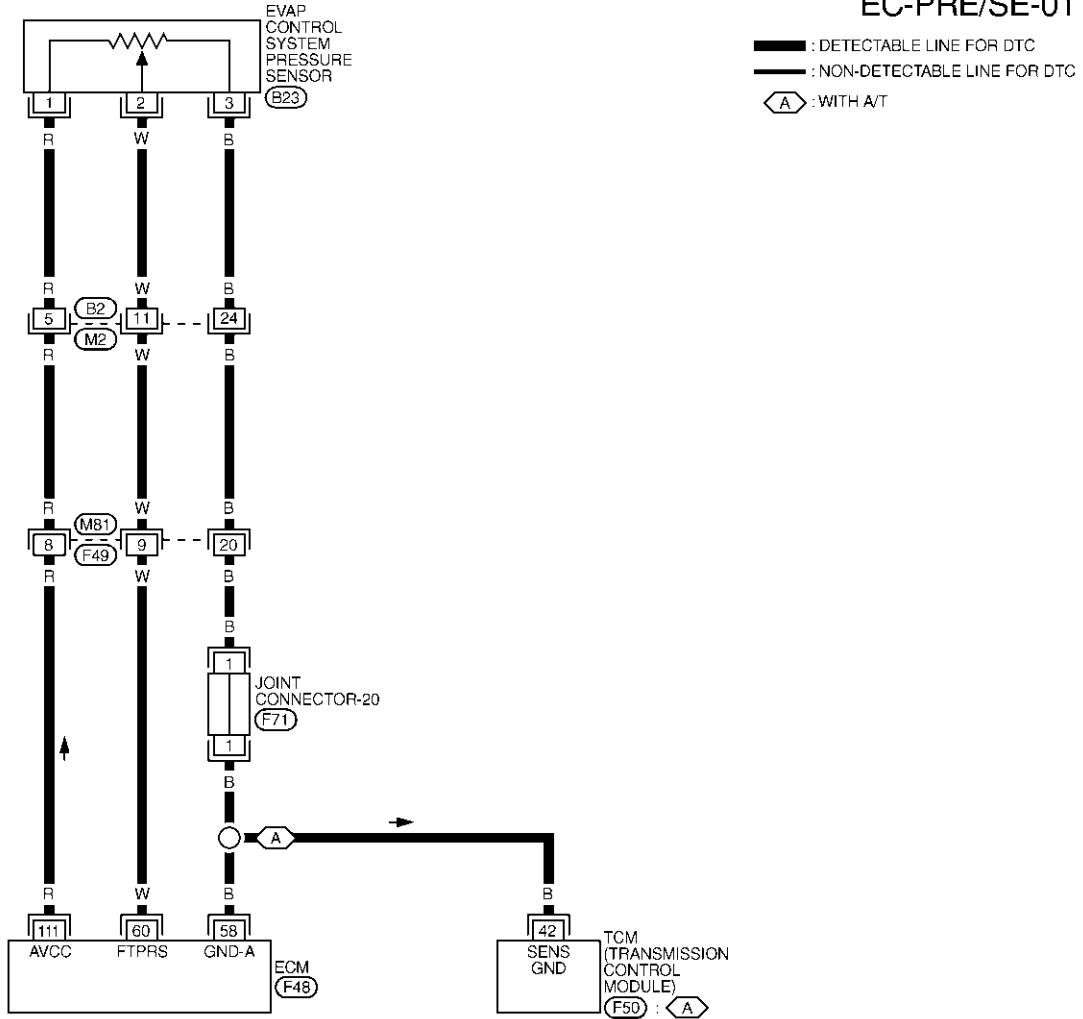 EC-PRE/SE-01
: DETECTABLE LINE FOR DTC
: NON-DETECTABLE LINE FOR DTC
A : WITH A/T
EVAP
CONTROL
SYSTEM
PRESSURE
SENSOR
B23
1 2 3
R W B
R W B
5 B2 11 24
M2
R W B
R W B
8 M81 9 20
F49
R W B
B
1
JOINT
CONNECTOR-20
F71
1
B
A
R W B B
111 60 58 42
AVCC FTPRS GND-A
ECM
F48
SENS
GND
TCM
(TRANSMISSION
CONTROL
MODULE)
F50 : A